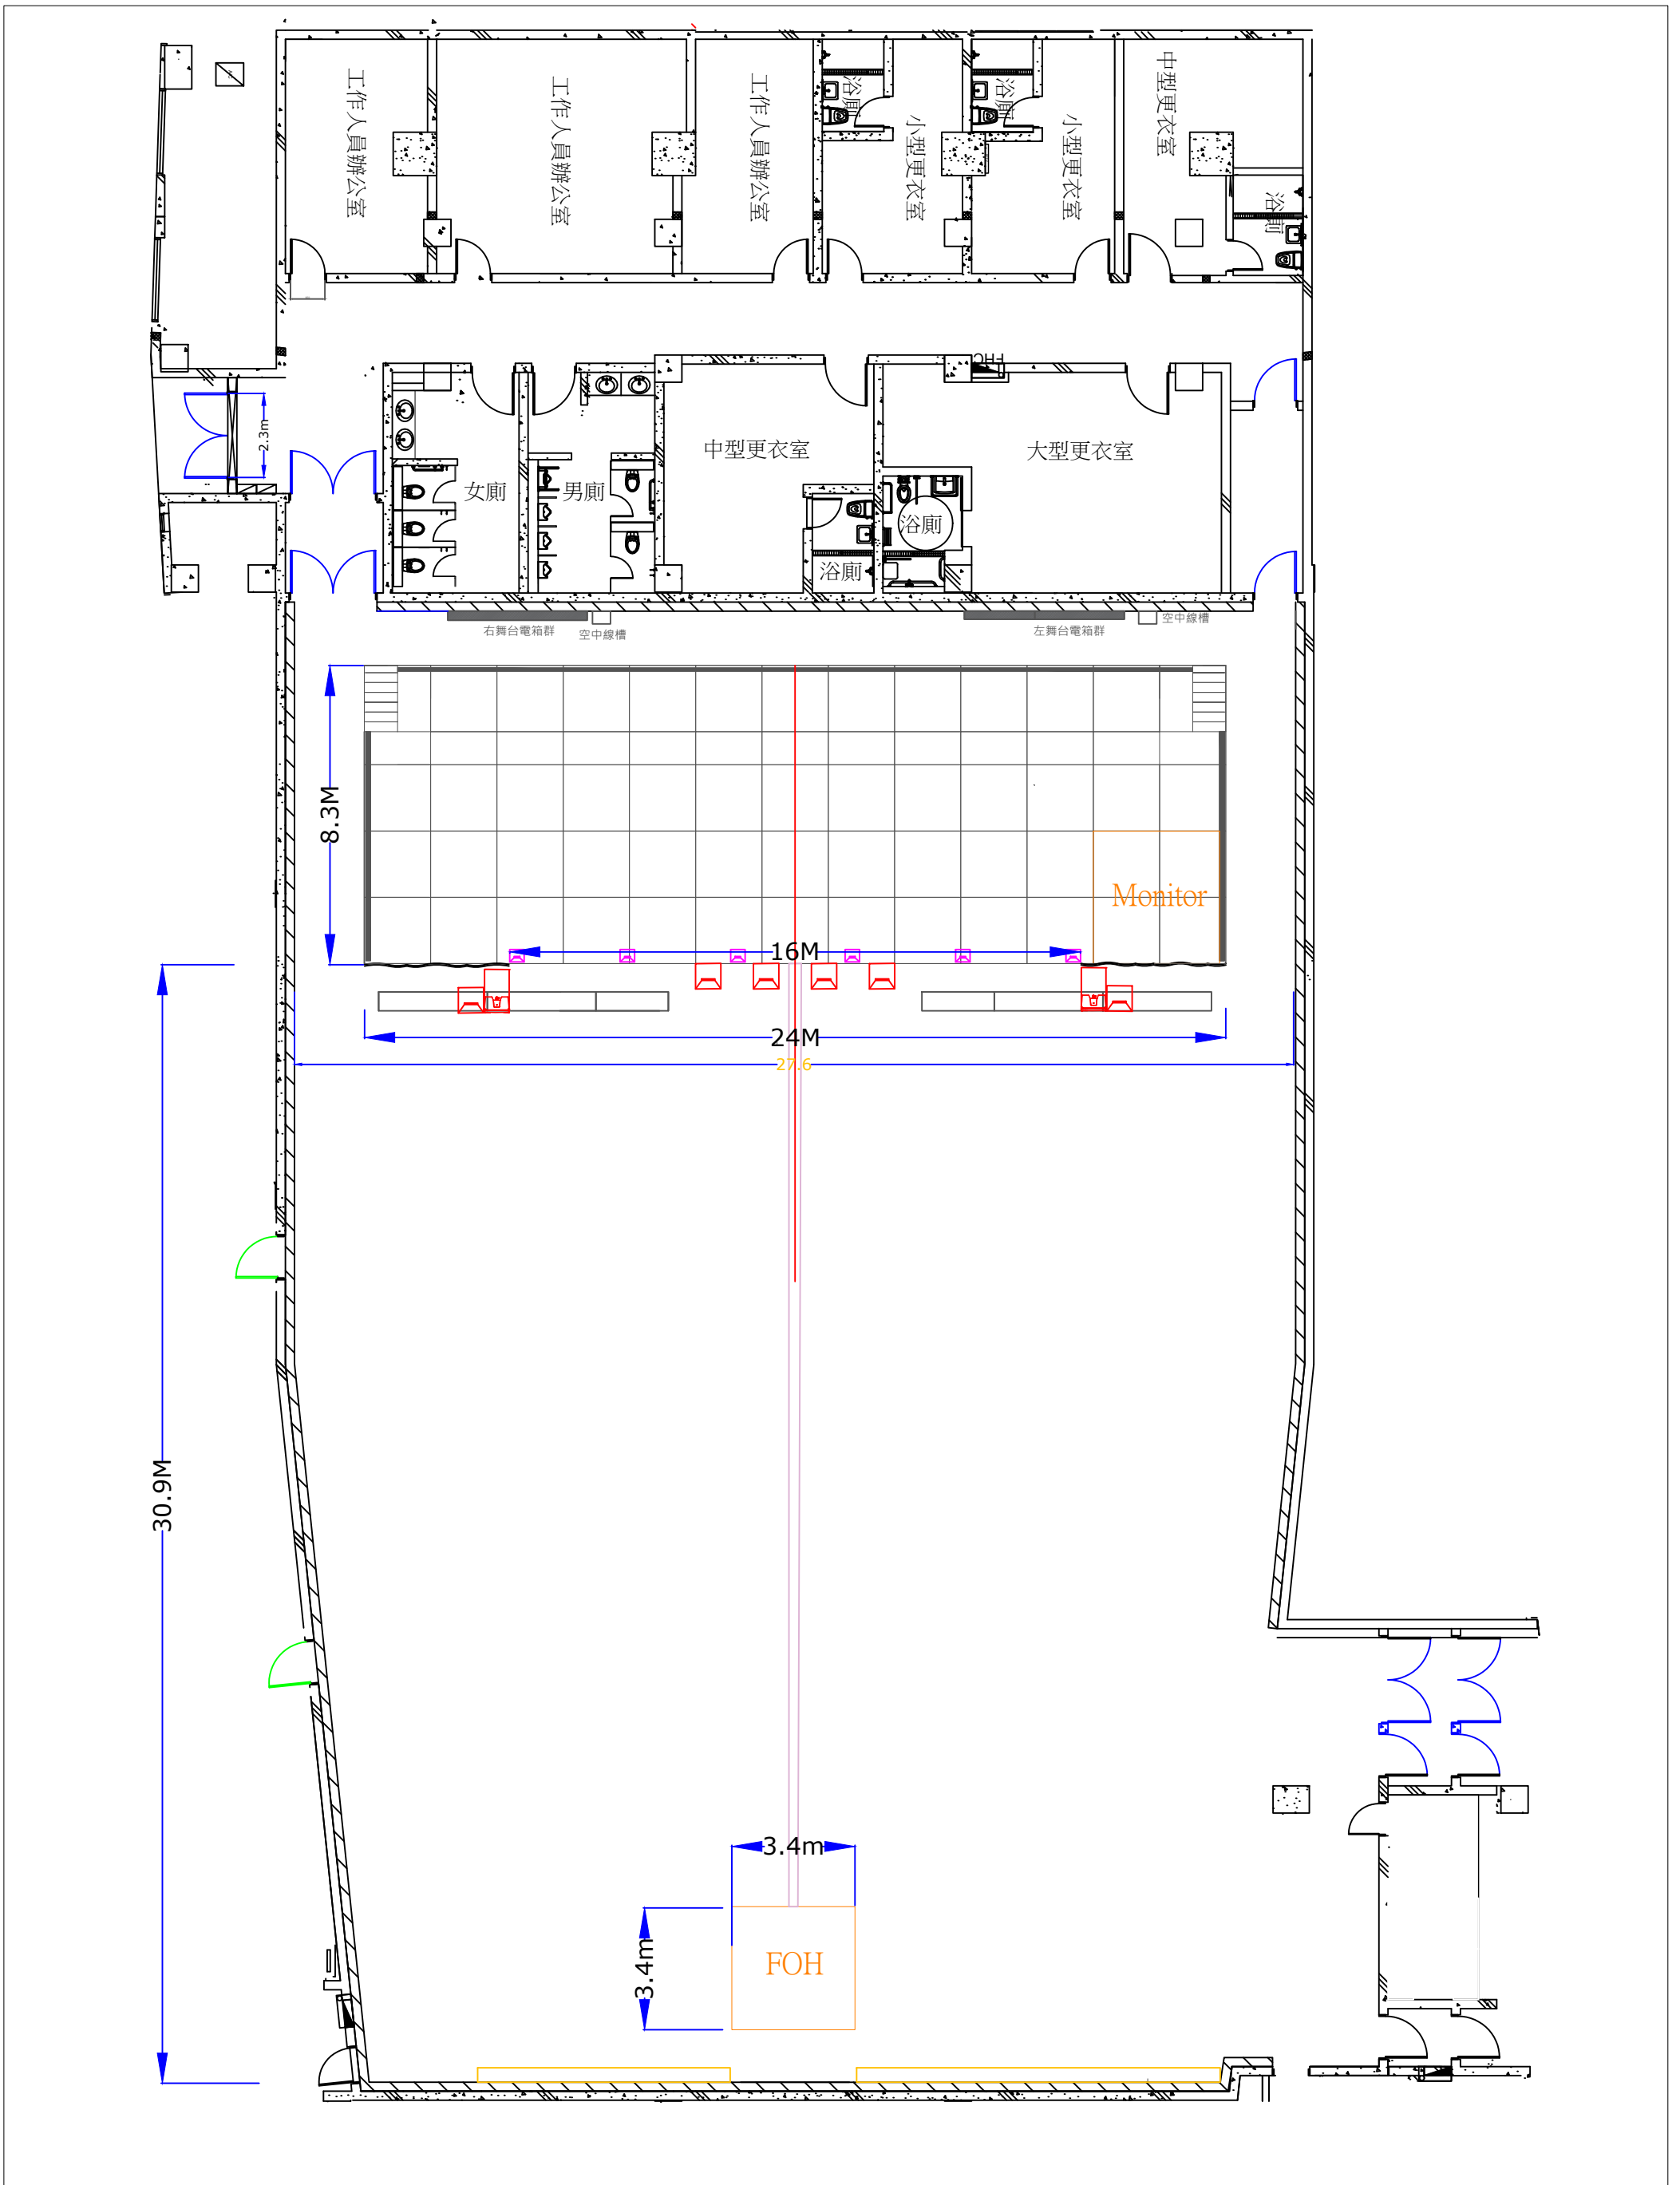 工作人員辦公室
工作人員辦公室
工作人員辦公室
浴廁
小型更衣室
浴廁
小型更衣室
中型更衣室
浴廁
FHC
2.3m
女廁
男廁
中型更衣室
浴廁
浴廁
大型更衣室
右舞台電箱群
空中線槽
左舞台電箱群
空中線槽
8.3M
Monitor
16M
24M
27.6
30.9M
3.4m
3.4m
FOH